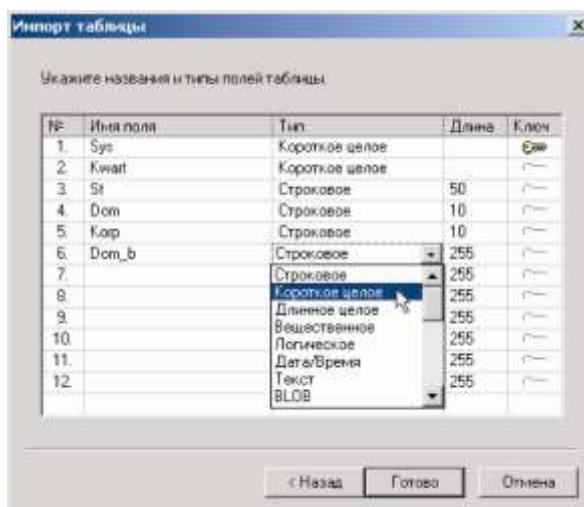 Импорт таблицы
Укажите названия и типы полей таблицы.
№ Имя поля Тип Длина Ключ
1. Sys Короткое целое
2. Kwart Короткое целое
3. St Строковое 50
4. Dom Строковое 10
5. Korp Строковое 10
6. Dom_b Строковое 255
7. Строковое 255
8. Короткое целое 255
9. Длинное целое 255
10. Вещественное 255
Логическое
11. Дата/Время 255
12. Текст 255
BLOB
< Назад Готово Отмена